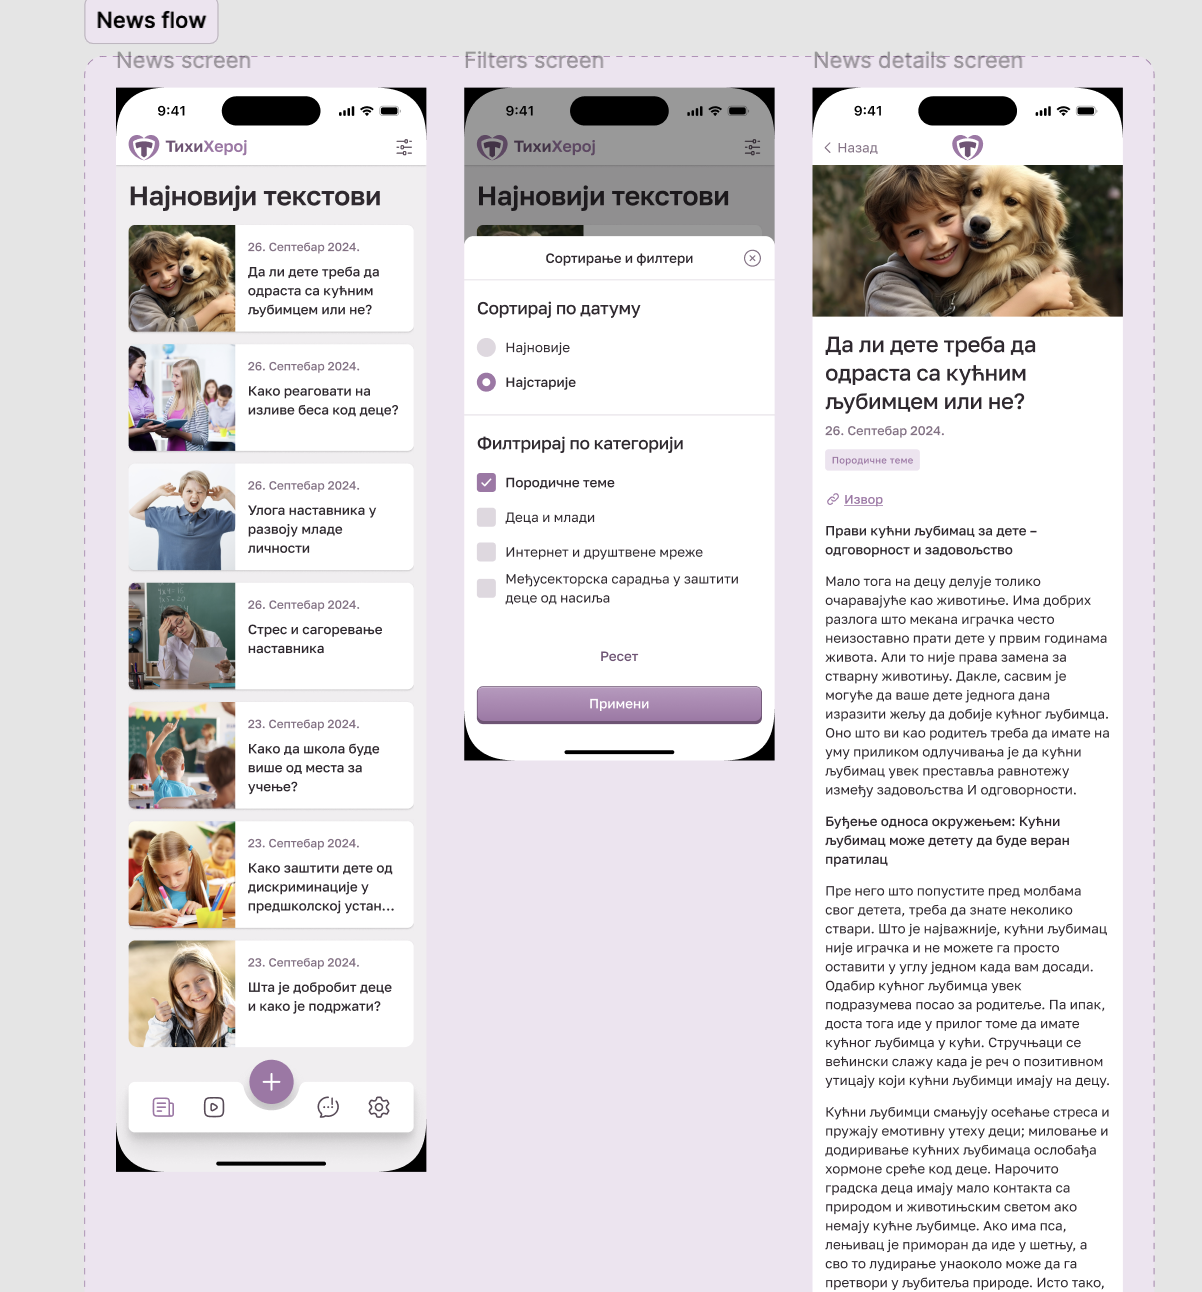 News flow
News screen
9:41
ТихиХерој
Најновији текстови
26. Септебар 2024.
Да ли дете треба да
одраста са кућним
љубимцем или не?
26. Септебар 2024.
Како реаговати на
изливе беса код деце?
26. Септебар 2024.
Улога наставника у
развоју младе
личности
26. Септебар 2024.
Стрес и сагоревање
наставника
23. Септебар 2024.
Како да школа буде
више од места за
учење?
23. Септебар 2024.
Како заштити дете од
дискриминације у
предшколској устан...
23. Септебар 2024.
Шта је добробит деце
и како је подржати?
Filters screen
9:41
ТихиХерој
Најновији текстови
Сортирање и филтери
Сортирај по датуму
Најновије
Најстарије
Филтрирај по категорији
Породичне теме
Деца и млади
Интернет и друштвене мреже
Међусекторска сарадња у заштити
деце од насиља
Ресет
Примени
News details screen
9:41
Назад
Да ли дете треба да
одраста са кућним
љубимцем или не?
26. Септебар 2024.
Породичне теме
Извор
Прави кућни љубимац за дете –
одговорност и задовољство
Мало тога на децу делује толико
очаравајуће као животиње. Има добрих
разлога што мекана играчка често
неизоставно прати дете у првим годинама
живота. Али то није права замена за
стварну животињу. Дакле, сасвим је
могуће да ваше дете једнога дана
изразити жељу да добије кућног љубимца.
Оно што ви као родитељ треба да имате на
уму приликом одлучивања је да кућни
љубимац увек преставља равнотежу
између задовољства И одговорности.
Буђење односа окружењем: Кућни
љубимац може детету да буде веран
пратилац
Пре него што попустите пред молбама
свог детета, треба да знате неколико
ствари. Што је најважније, кућни љубимац
није играчка и не можете га просто
оставити у углу једном када вам досади.
Одабир кућног љубимца увек
подразумева посао за родитеље. Па ипак,
доста тога иде у прилог томе да имате
кућног љубимца у кући. Стручњаци се
већински слажу када је реч о позитивном
утицају који кућни љубимци имају на децу.
Кућни љубимци смањују осећање стреса и
пружају емотивну утеху деци; миловање и
додиривање кућних љубимаца ослобађа
хормоне среће код деце. Нарочито
градска деца имају мало контакта са
природом и животињским светом ако
немају кућне љубимце. Ако има пса,
лењивац је приморан да иде у шетњу, а
сво то лудирање унаоколо може да га
претвори у љубитеља природе. Исто тако,